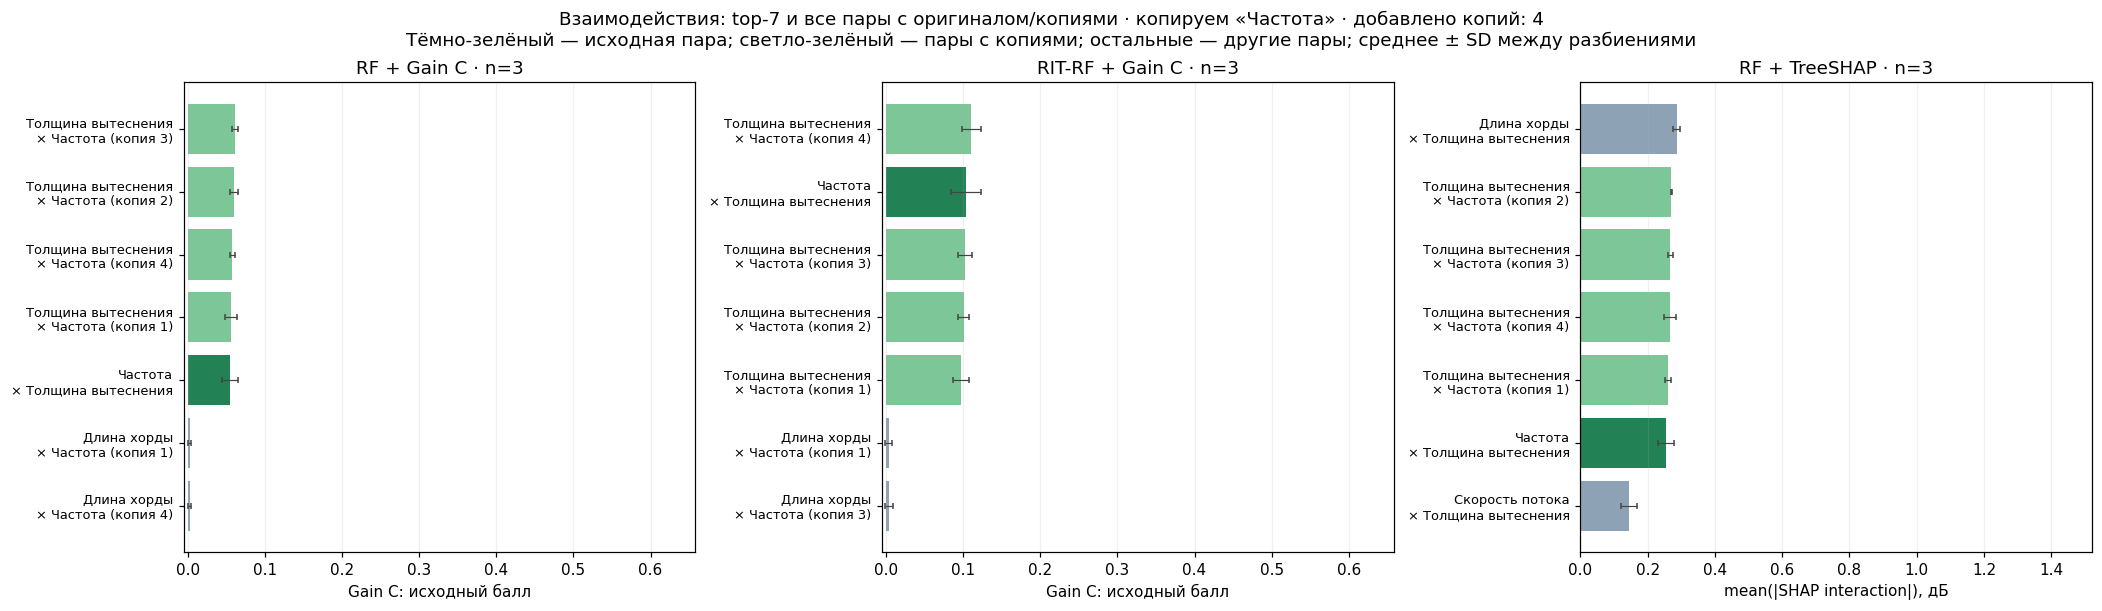 Взаимодействия: top-7 и все пары с оригиналом/копиями · копируем «Частота» · добавлено копий: 4
Тёмно-зелёный — исходная пара; светло-зелёный — пары с копиями; остальные — другие пары; среднее ± SD между разбиениями
RF + Gain C · n=3
Толщина вытеснения
× Частота (копия 3)
Толщина вытеснения
× Частота (копия 2)
Толщина вытеснения
× Частота (копия 4)
Толщина вытеснения
× Частота (копия 1)
Частота
× Толщина вытеснения
Длина хорды
× Частота (копия 1)
Длина хорды
× Частота (копия 4)
0.0 0.1 0.2 0.3 0.4 0.5 0.6
Gain C: исходный балл
RIT-RF + Gain C · n=3
Толщина вытеснения
× Частота (копия 4)
Частота
× Толщина вытеснения
Толщина вытеснения
× Частота (копия 3)
Толщина вытеснения
× Частота (копия 2)
Толщина вытеснения
× Частота (копия 1)
Длина хорды
× Частота (копия 1)
Длина хорды
× Частота (копия 3)
0.0 0.1 0.2 0.3 0.4 0.5 0.6
Gain C: исходный балл
RF + TreeSHAP · n=3
Длина хорды
× Толщина вытеснения
Толщина вытеснения
× Частота (копия 2)
Толщина вытеснения
× Частота (копия 3)
Толщина вытеснения
× Частота (копия 4)
Толщина вытеснения
× Частота (копия 1)
Частота
× Толщина вытеснения
Скорость потока
× Толщина вытеснения
0.0 0.2 0.4 0.6 0.8 1.0 1.2 1.4
mean(|SHAP interaction|), дБ